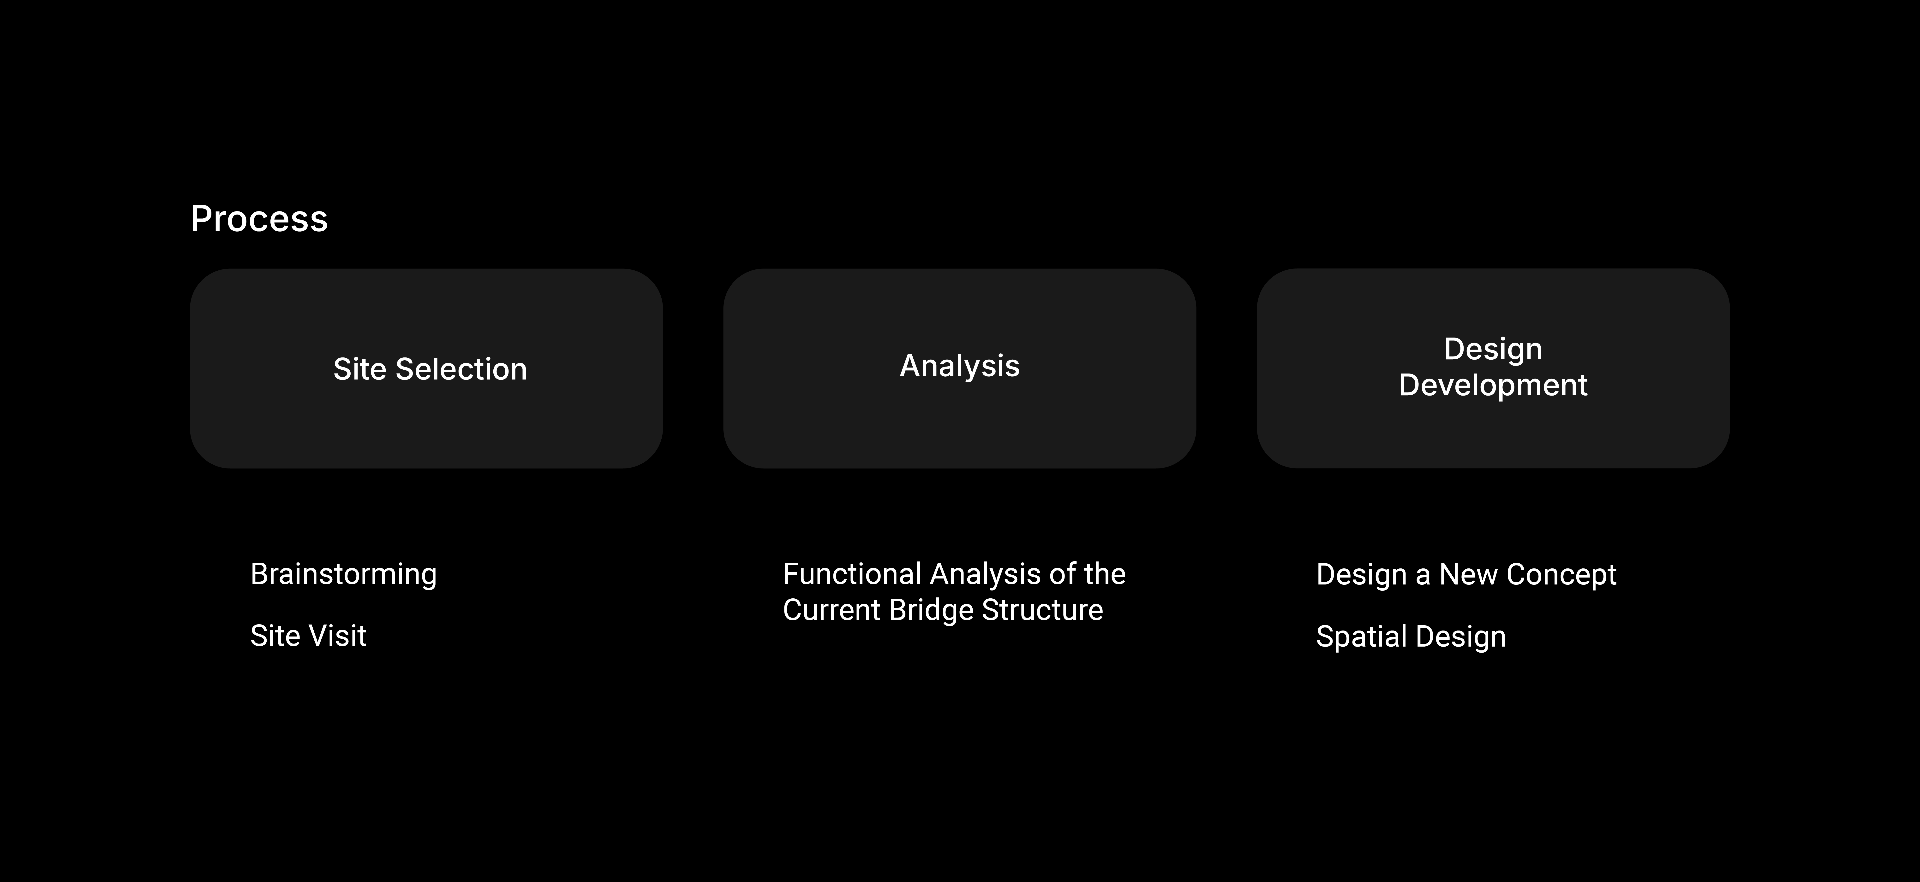 Process
Site Selection
Analysis
Design
Development
Brainstorming
Site Visit
Functional Analysis of the
Current Bridge Structure
Design a New Concept
Spatial Design